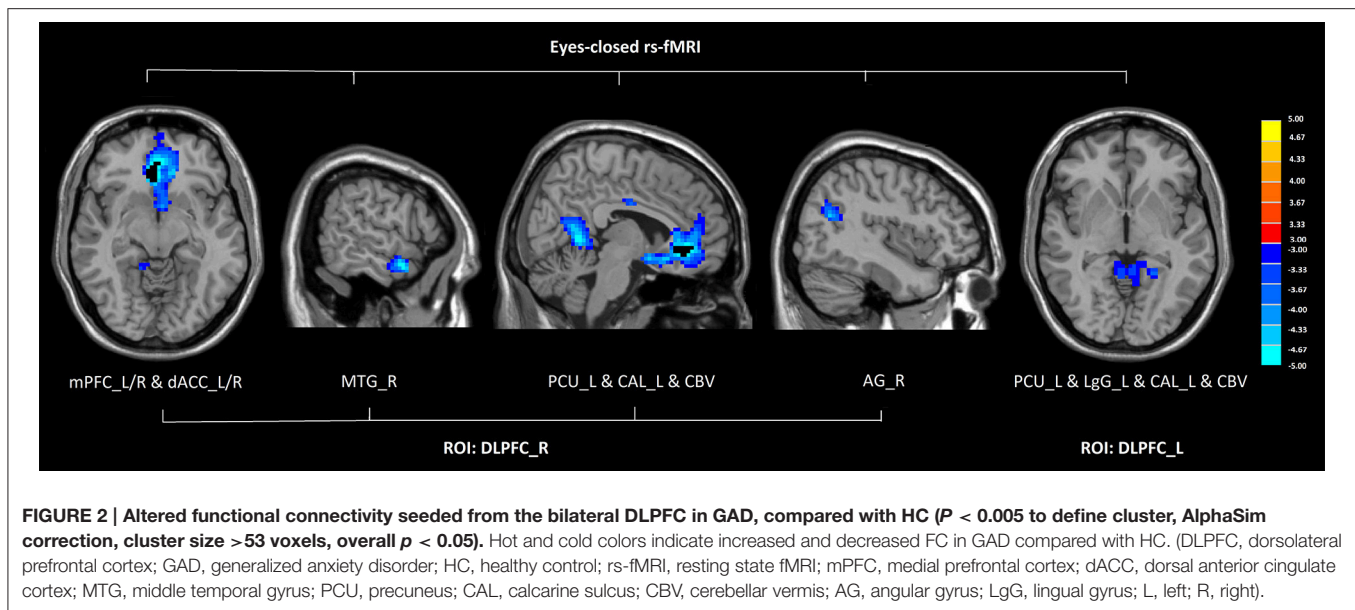 Eyes-closed rs-fMRI
5.00
4.67
4.33
4.00
3.67
3.33
3.00
-3.00
-3.33
-3.67
-4.00
-4.33
-4.67
-5.00
mPFC_L/R & dACC_L/R
MTG_R
PCU_L & CAL_L & CBV
AG_R
PCU_L & LgG_L & CAL_L & CBV
ROI: DLPFC_R
ROI: DLPFC_L
FIGURE 2 | Altered functional connectivity seeded from the bilateral DLPFC in GAD, compared with HC (P < 0.005 to define cluster, AlphaSim
correction, cluster size >53 voxels, overall p < 0.05). Hot and cold colors indicate increased and decreased FC in GAD compared with HC. (DLPFC, dorsolateral
prefrontal cortex; GAD, generalized anxiety disorder; HC, healthy control; rs-fMRI, resting state fMRI; mPFC, medial prefrontal cortex; dACC, dorsal anterior cingulate
cortex; MTG, middle temporal gyrus; PCU, precuneus; CAL, calcarine sulcus; CBV, cerebellar vermis; AG, angular gyrus; LgG, lingual gyrus; L, left; R, right).